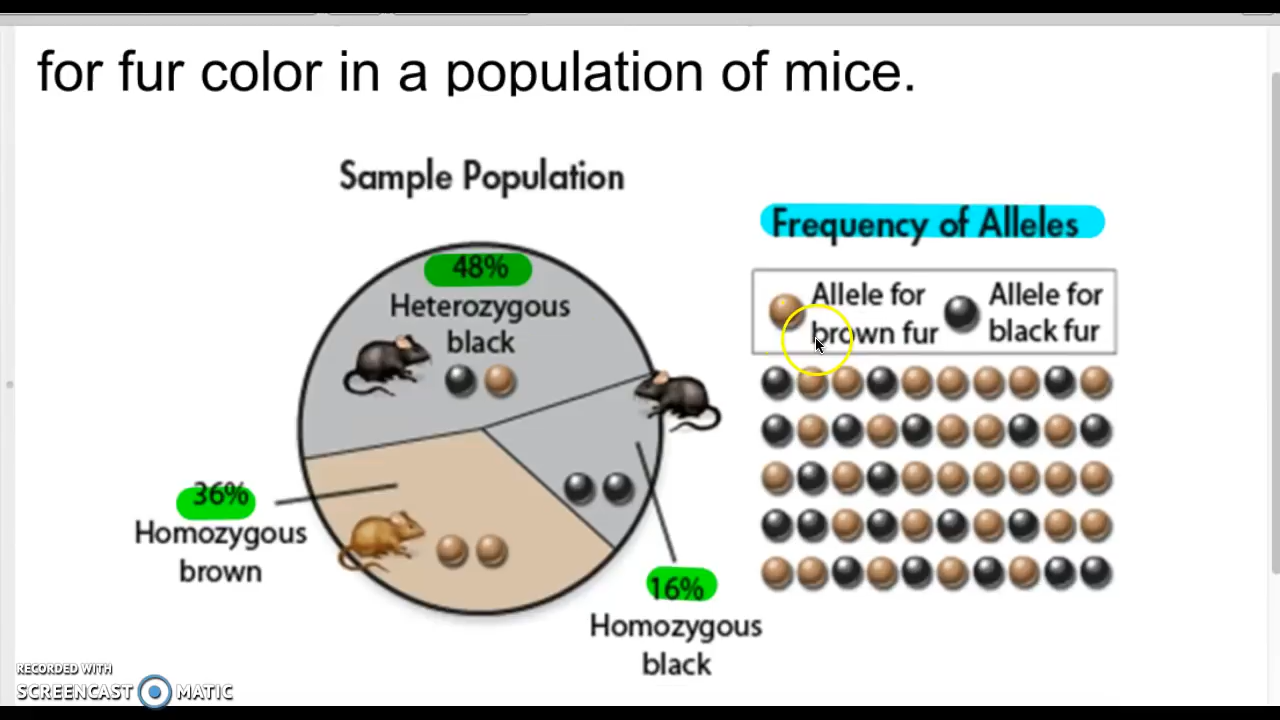 for fur color in a population of mice.
Sample Population
48%
Heterozygous
black
36%
Homozygous
brown
16%
Homozygous
black
Frequency of Alleles
Allele for
brown fur
Allele for
black fur
RECORDED WITH
SCREENCAST MATIC